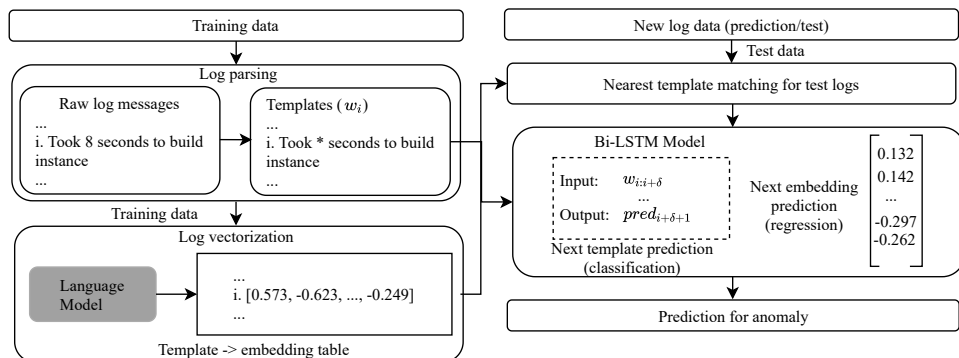 Training data
Log parsing
Raw log messages
...
i. Took 8 seconds to build
instance
...
Templates (w_i)
...
i. Took * seconds to build
instance
...
Training data
Log vectorization
Language
Model
...
i. [0.573, -0.623, ..., -0.249]
...
Template -> embedding table
New log data (prediction/test)
Test data
Nearest template matching for test logs
Bi-LSTM Model
Input: w_{i:i+δ}
...
Output: pred_{i+δ+1}
Next template prediction
(classification)
Next embedding
prediction
(regression)
0.132
0.142
...
-0.297
-0.262
Prediction for anomaly